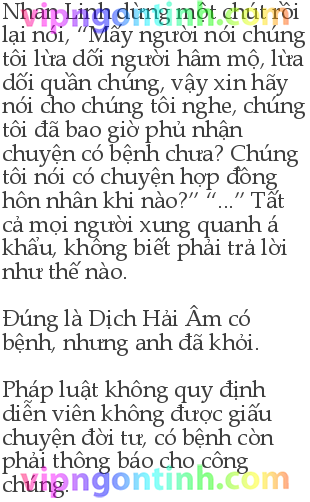 vipngontinh.com
Nhan Ninh dừng một chút rồi
lại nói, “Mấy người nói chúng
tôi lừa dối người hâm mộ, lừa
dối quần chúng, vậy xin hãy
nói cho chúng tôi nghe, chúng
tôi đã bao giờ phủ nhận
chuyện có bệnh chưa? Chúng
tôi nói có chuyện hợp đồng
hôn nhân khi nào?” “...” Tất
cả mọi người xung quanh á
khẩu, không biết phải trả lời
như thế nào.
vipngontinh.com
Đúng là Dịch Hải Âm có
bệnh, nhưng anh đã khỏi.
Pháp luật không quy định
diễn viên không được giấu
chuyện đời tư, có bệnh còn
phải thông báo cho công
chúng.
vipngontinh.com